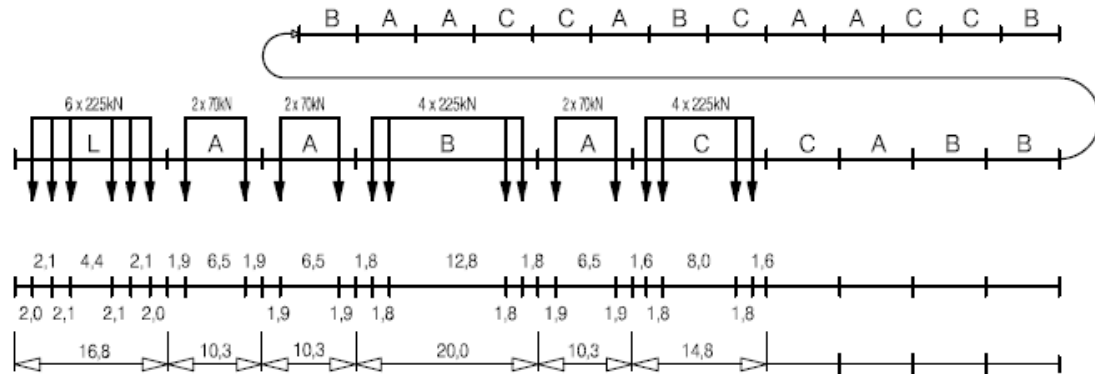 B A A C C A B C A A C C B
6 x 225kN 2 x 70kN 2 x 70kN 4 x 225kN 2 x 70kN 4 x 225kN
L A A B A C C A B B
2,1 4,4 2,1 1,9 6,5 1,9 6,5 1,8 12,8 1,8 6,5 1,6 8,0 1,6
2,0 2,1 2,1 2,0 1,9 1,9 1,8 1,8 1,9 1,9 1,8 1,8
16,8 10,3 10,3 20,0 10,3 14,8